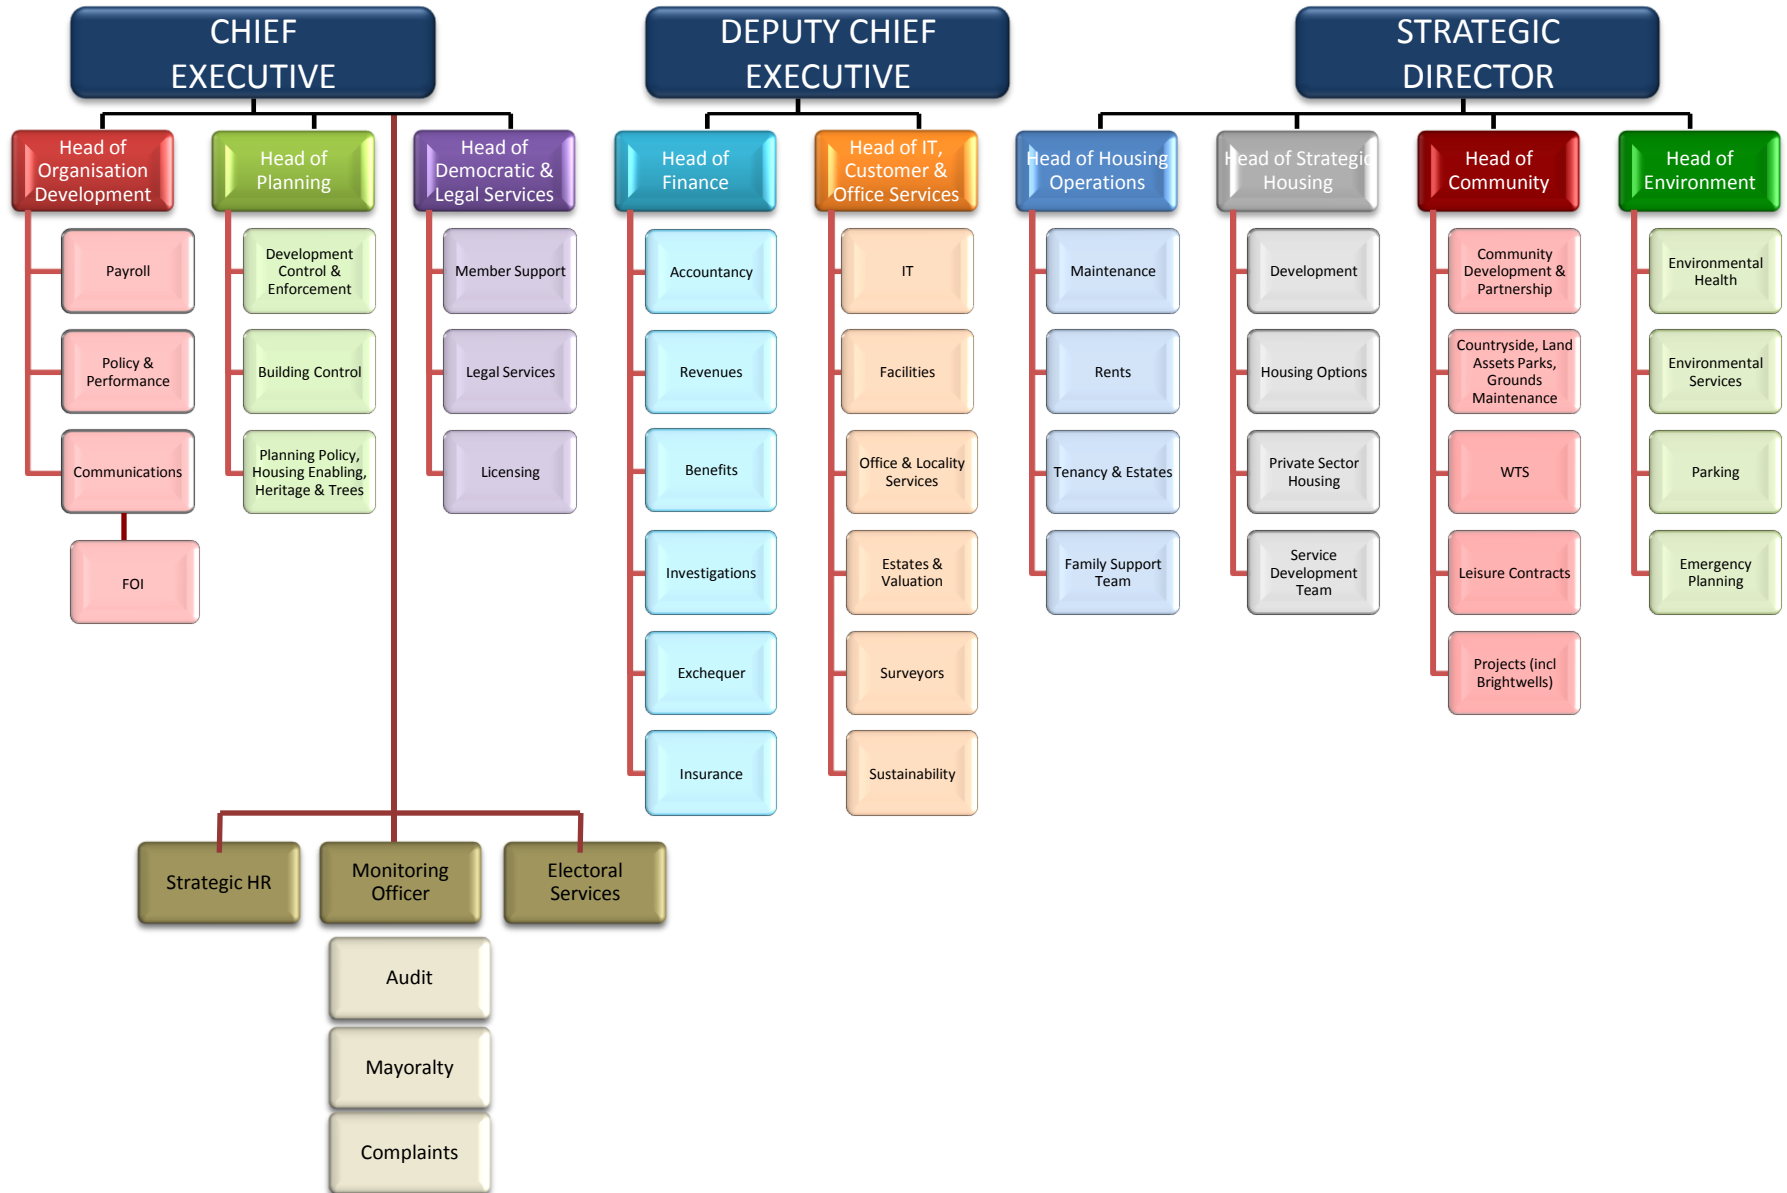 CHIEF
EXECUTIVE
DEPUTY CHIEF
EXECUTIVE
STRATEGIC
DIRECTOR
Head of
Organisation
Development
Head of
Planning
Head of
Democratic &
Legal Services
Head of
Finance
Head of IT,
Customer &
Office Services
Head of Housing
Operations
Head of Strategic
Housing
Head of
Community
Head of
Environment
Payroll
Policy &
Performance
Communications
FOI
Development
Control &
Enforcement
Building Control
Planning Policy,
Housing Enabling,
Heritage & Trees
Member Support
Legal Services
Licensing
Accountancy
Revenues
Benefits
Investigations
Exchequer
Insurance
IT
Facilities
Office & Locality
Services
Estates &
Valuation
Surveyors
Sustainability
Maintenance
Rents
Tenancy & Estates
Family Support
Team
Development
Housing Options
Private Sector
Housing
Service
Development
Team
Community
Development &
Partnership
Countryside, Land
Assets Parks,
Grounds
Maintenance
WTS
Leisure Contracts
Projects (incl
Brightwells)
Environmental
Health
Environmental
Services
Parking
Emergency
Planning
Strategic HR
Monitoring
Officer
Electoral
Services
Audit
Mayoralty
Complaints